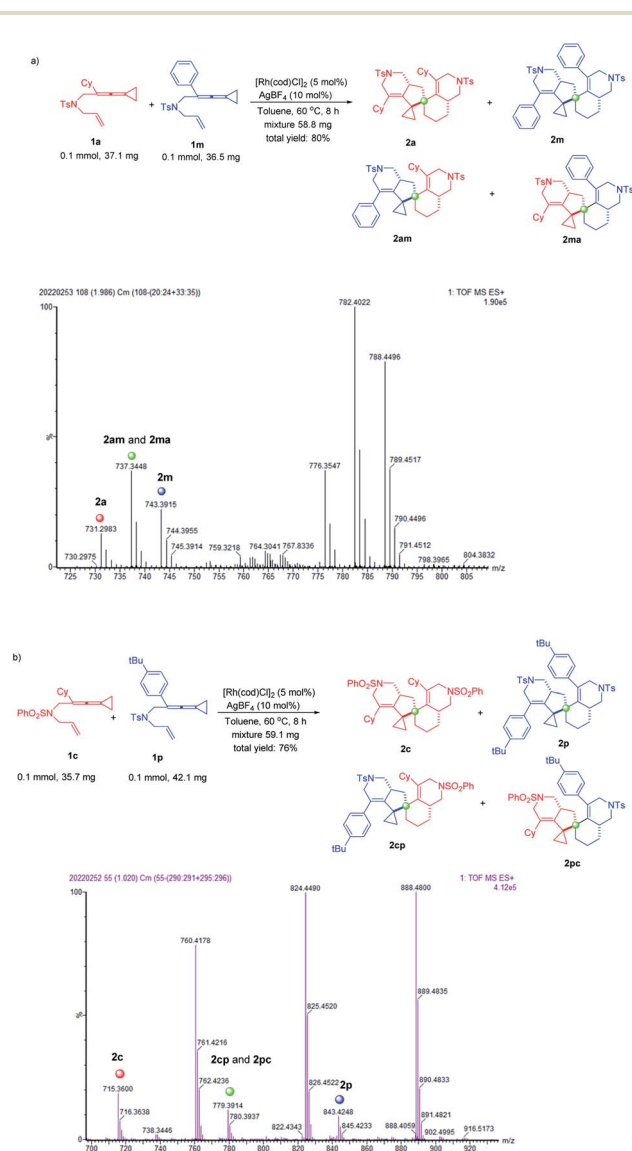 a)
Cy
TsN
1a
0.1 mmol, 37.1 mg
+
TsN
1m
0.1 mmol, 36.5 mg
[Rh(cod)Cl]2 (5 mol%)
AgBF4 (10 mol%)
Toluene, 60 °C, 8 h
mixture 58.8 mg
total yield: 80%
TsN
Cy
Cy
NTs
2a
+
TsN
NTs
2m
TsN
Cy
NTs
2am
+
TsN
Cy
NTs
2ma
20220253 108 (1.986) Cm (108-(20:24+33:35))
1: TOF MS ES+
1.90e5
100
%
0
782.4022
788.4496
2am and 2ma
737.3448
2m
743.3915
2a
731.2983
776.3547
789.4517
730.2975
744.3955
745.3914
759.3218
764.3041
767.8336
790.4496
791.4512
798.3965
804.3832
725 730 735 740 745 750 755 760 765 770 775 780 785 790 795 800 805
m/z
b)
Cy
PhO2SN
1c
0.1 mmol, 35.7 mg
+
tBu
TsN
1p
0.1 mmol, 42.1 mg
[Rh(cod)Cl]2 (5 mol%)
AgBF4 (10 mol%)
Toluene, 60 °C, 8 h
mixture 59.1 mg
total yield: 76%
PhO2SN
Cy
Cy
NSO2Ph
2c
+
tBu
TsN
NTs
tBu
2p
TsN
Cy
NSO2Ph
tBu
2cp
+
tBu
PhO2SN
Cy
NTs
2pc
20220252 55 (1.020) Cm (55-(290:291+295:296))
1: TOF MS ES+
4.12e5
100
%
0
824.4490
888.4800
760.4178
889.4835
825.4520
761.4216
2c
715.3600
2cp and 2pc
779.3914
2p
843.4248
762.4236
826.4522
890.4833
716.3638
738.3446
780.3937
822.4343
845.4233
888.4059
891.4821
902.4995
916.5173
700 720 740 760 780 800 820 840 860 880 900 920
m/z